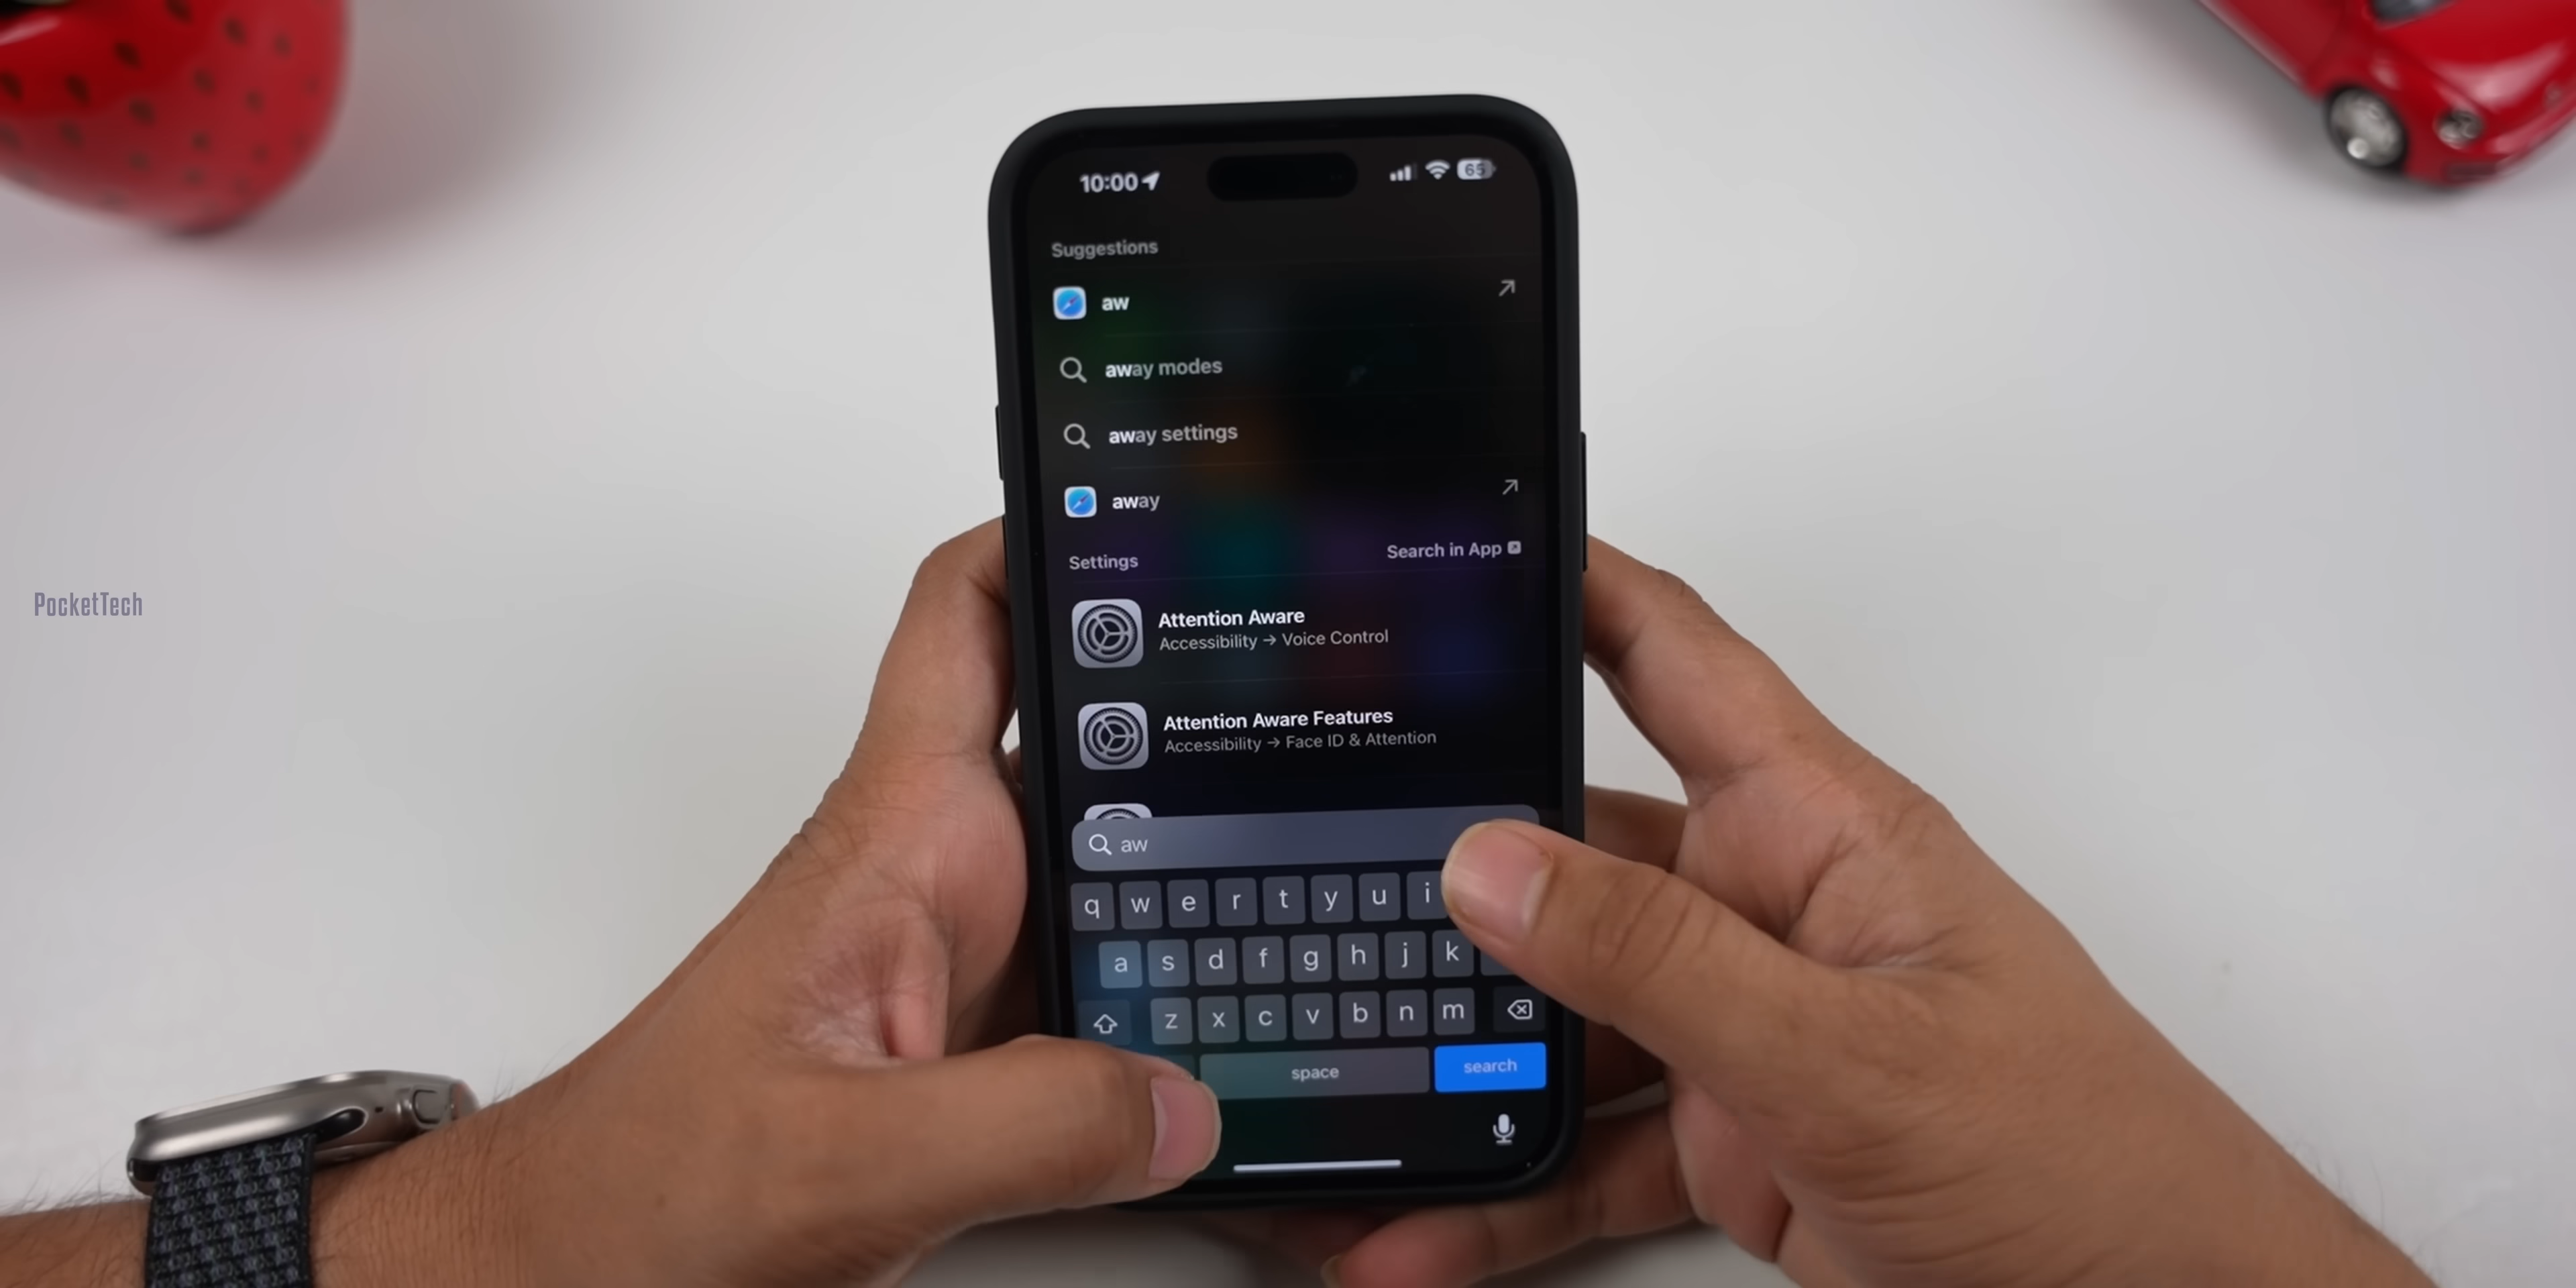 10:00
65
Suggestions
aw
away modes
away settings
away
Settings
Search in App
Attention Aware
Accessibility → Voice Control
Attention Aware Features
Accessibility → Face ID & Attention
aw
q w e r t y u i
a s d f g h j k
z x c v b n m
space
search
PocketTech